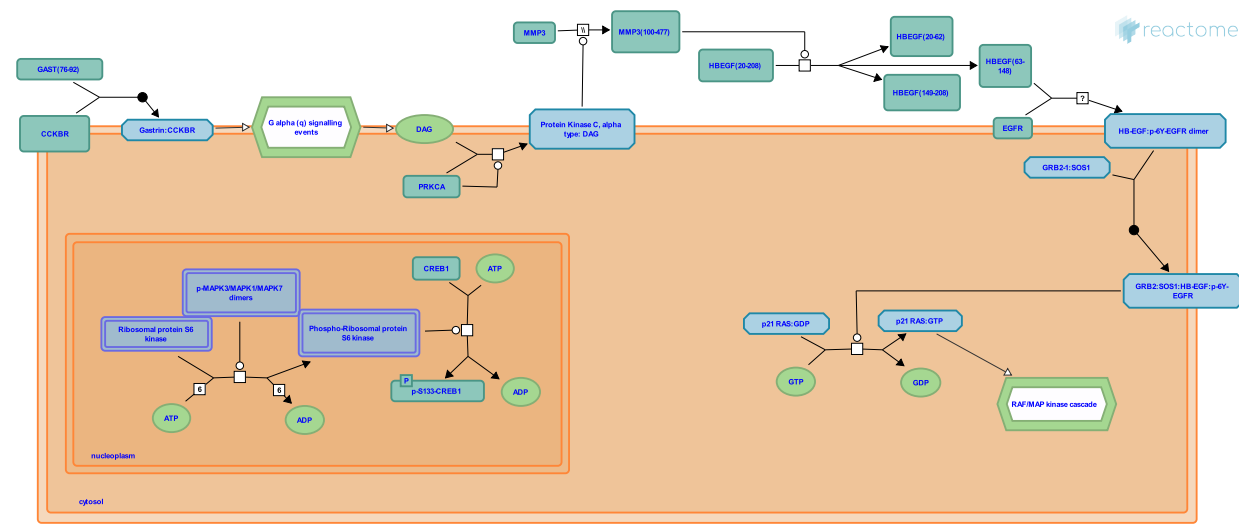 reactome
MMP3
\\
MMP3(100-477)
HBEGF(20-62)
HBEGF(20-208)
HBEGF(63-
148)
HBEGF(149-208)
GAST(76-92)
CCKBR
Gastrin:CCKBR
G alpha (q) signalling
events
DAG
Protein Kinase C, alpha
type: DAG
PRKCA
EGFR
?
HB-EGF:p-6Y-EGFR dimer
GRB2-1:SOS1
GRB2:SOS1:HB-EGF:p-6Y-
EGFR
p21 RAS:GDP
p21 RAS:GTP
GTP
GDP
RAF/MAP kinase cascade
CREB1
ATP
p-MAPK3/MAPK1/MAPK7
dimers
Ribosomal protein S6
kinase
Phospho-Ribosomal protein
S6 kinase
6
6
ATP
ADP
P
p-S133-CREB1
ADP
nucleoplasm
cytosol